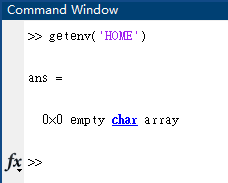 Command Window
>> getenv('HOME')
ans =
0×0 empty char array
fx >>